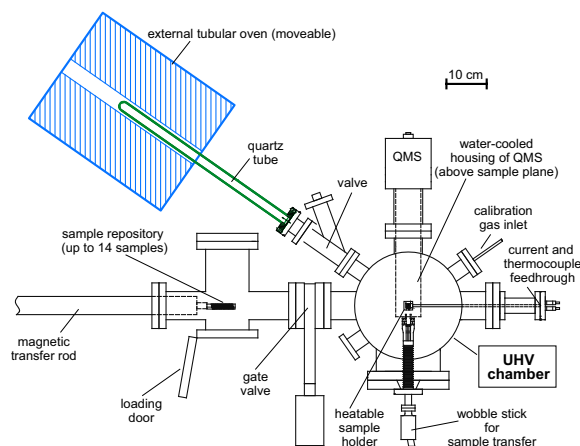 external tubular oven (moveable)
10 cm
quartz
tube
QMS
water-cooled
housing of QMS
(above sample plane)
valve
calibration
gas inlet
sample repository
(up to 14 samples)
current and
thermocouple
feedthrough
magnetic
transfer rod
loading
door
gate
valve
heatable
sample
holder
UHV
chamber
wobble stick
for
sample transfer